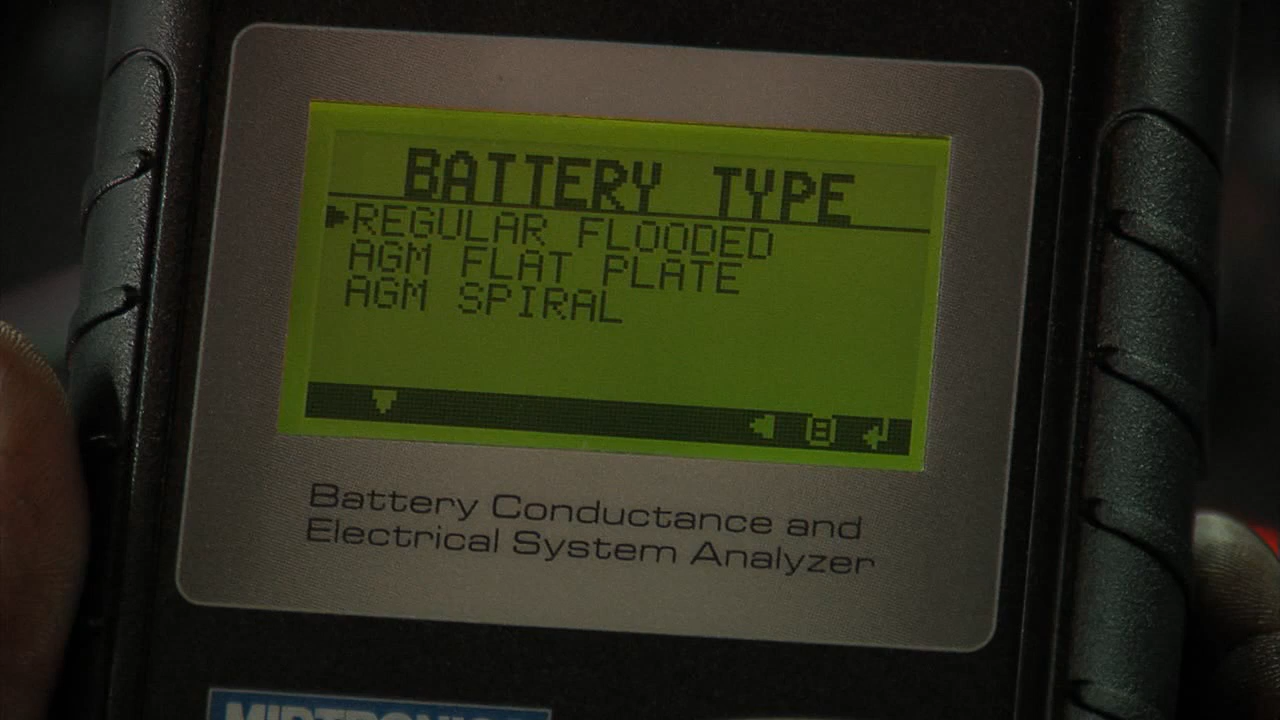 BATTERY TYPE
REGULAR FLOODED
AGM FLAT PLATE
AGM SPIRAL
Battery Conductance and
Electrical System Analyzer